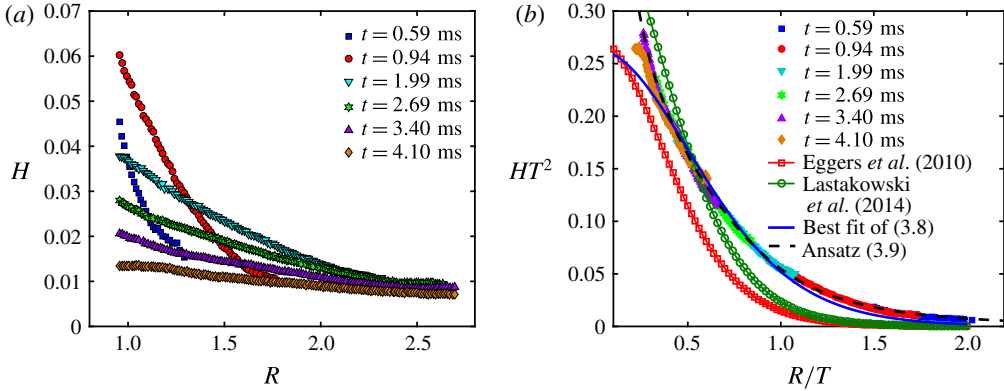 (a)
0.07
0.06
0.05
0.04
0.03
0.02
0.01
0
H
1.0
1.5
2.0
2.5
R
t = 0.59 ms
t = 0.94 ms
t = 1.99 ms
t = 2.69 ms
t = 3.40 ms
t = 4.10 ms
(b)
0.30
0.25
0.20
0.15
0.10
0.05
0
HT²
0.5
1.0
1.5
2.0
R/T
t = 0.59 ms
t = 0.94 ms
t = 1.99 ms
t = 2.69 ms
t = 3.40 ms
t = 4.10 ms
Eggers et al. (2010)
Lastakowski
et al. (2014)
Best fit of (3.8)
Ansatz (3.9)